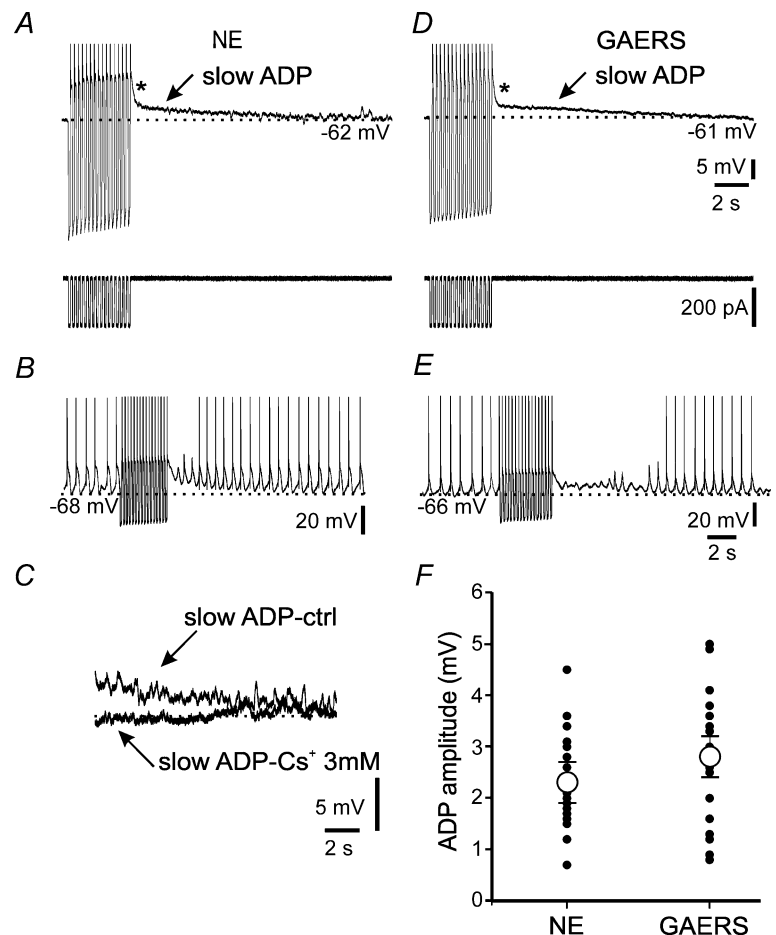 A
NE
slow ADP
*
-62 mV
D
GAERS
slow ADP
*
-61 mV
5 mV
2 s
200 pA
B
-68 mV
20 mV
E
-66 mV
20 mV
2 s
C
slow ADP-ctrl
slow ADP-Cs⁺ 3mM
5 mV
2 s
F
ADP amplitude (mV)
6
5
4
3
2
1
0
NE
GAERS